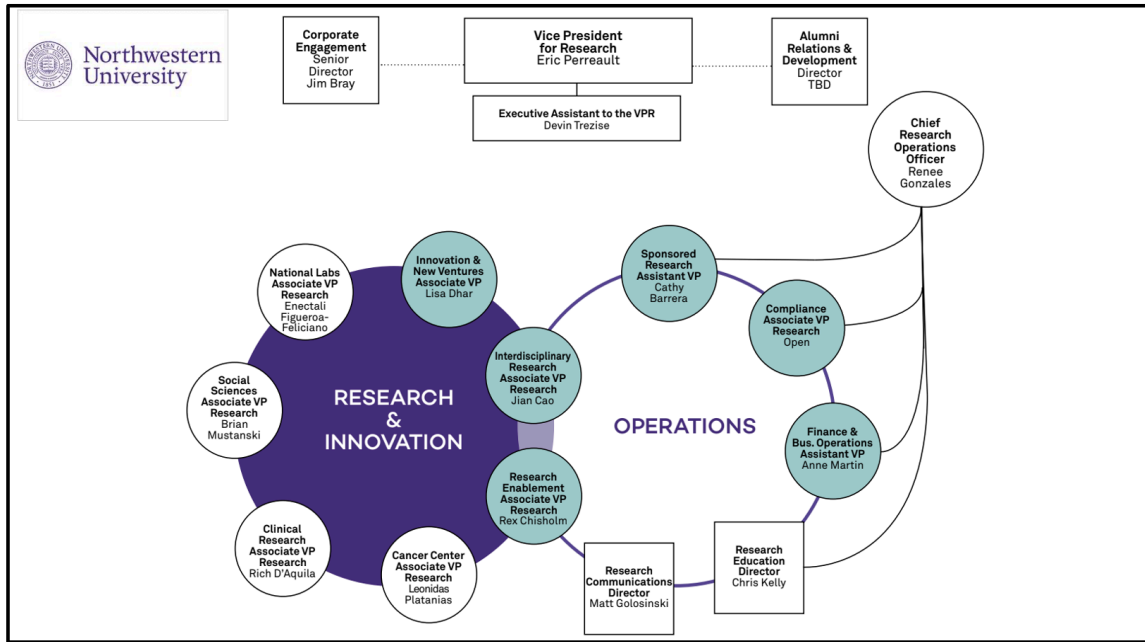 Northwestern
University
NORTHWESTERN UNIVERSITY
1851
Corporate
Engagement
Senior
Director
Jim Bray
Vice President
for Research
Eric Perreault
Alumni
Relations &
Development
Director
TBD
Executive Assistant to the VPR
Devin Trezise
Chief
Research
Operations
Officer
Renee
Gonzales
National Labs
Associate VP
Research
Enectali
Figueroa-
Feliciano
Innovation &
New Ventures
Associate VP
Lisa Dhar
Sponsored
Research
Assistant VP
Cathy
Barrera
Compliance
Associate VP
Research
Open
Interdisciplinary
Research
Associate VP
Research
Jian Cao
Social
Sciences
Associate VP
Research
Brian
Mustanski
RESEARCH
&
INNOVATION
OPERATIONS
Finance &
Bus. Operations
Assistant VP
Anne Martin
Research
Enablement
Associate VP
Research
Rex Chisholm
Clinical
Research
Associate VP
Research
Rich D'Aquila
Cancer Center
Associate VP
Research
Leonidas
Platanias
Research
Communications
Director
Matt Golosinski
Research
Education
Director
Chris Kelly